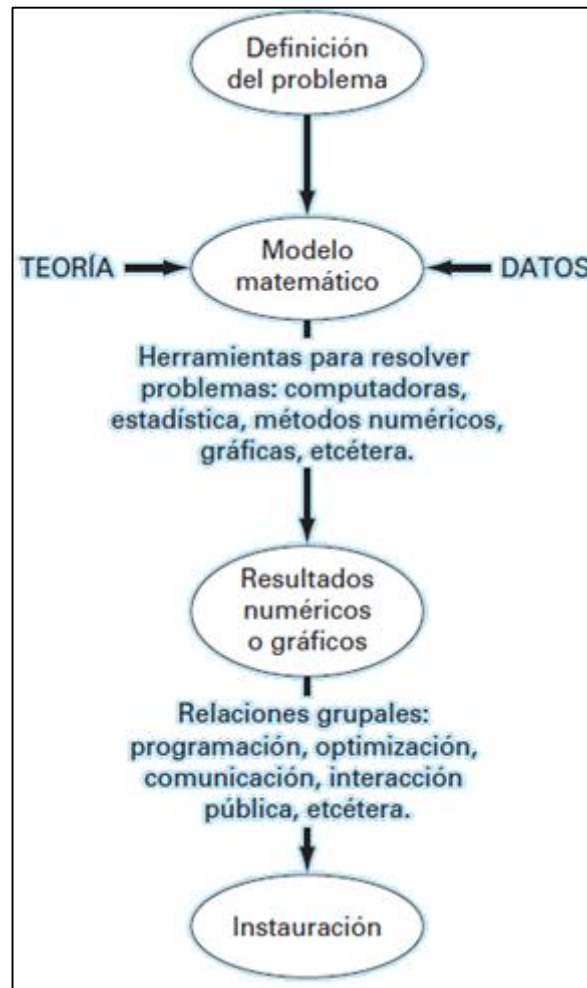 Definición
del problema
TEORÍA
Modelo
matemático
DATOS
Herramientas para resolver
problemas: computadoras,
estadística, métodos numéricos,
gráficas, etcétera.
Resultados
numéricos
o gráficos
Relaciones grupales:
programación, optimización,
comunicación, interacción
pública, etcétera.
Instauración